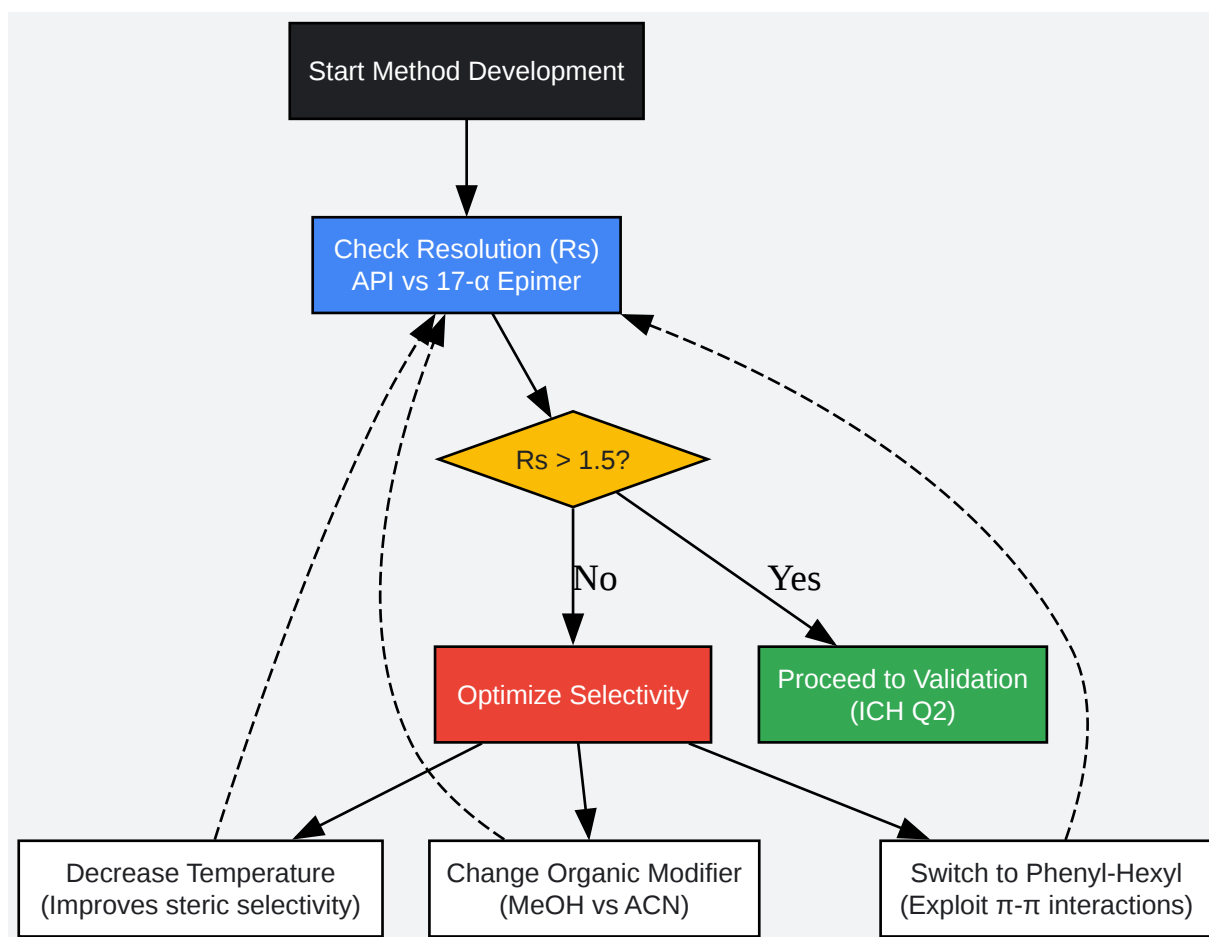 Start Method Development
Check Resolution (Rs)
API vs 17-α Epimer
Rs > 1.5?
No
Yes
Optimize Selectivity
Proceed to Validation
(ICH Q2)
Decrease Temperature
(Improves steric selectivity)
Change Organic Modifier
(MeOH vs ACN)
Switch to Phenyl-Hexyl
(Exploit π-π interactions)